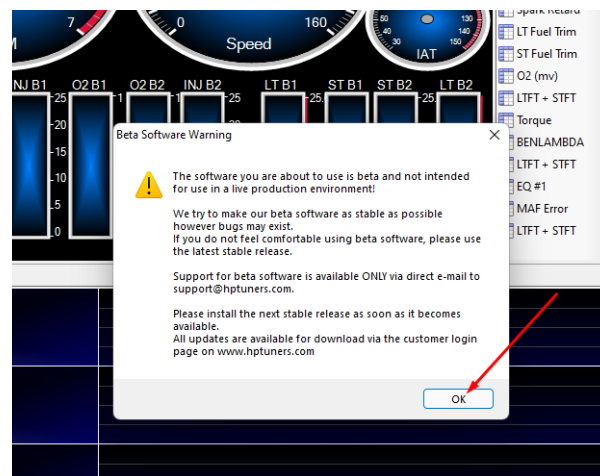 Spark Retard
7
0
160
50
130
40
140
30
150
M
Speed
IAT
LT Fuel Trim
ST Fuel Trim
O2 (mv)
LTFT + STFT
Torque
BENLAMBDA
LTFT + STFT
EQ #1
MAF Error
LTFT + STFT
INJ B1
O2 B1
O2 B2
INJ B2
LT B1
ST B1
ST B2
LT B2
25
1
1
25
25
25
20
15
10
5
0
Beta Software Warning
The software you are about to use is beta and not intended
for use in a live production environment!
We try to make our beta software as stable as possible
however bugs may exist.
If you do not feel comfortable using beta software, please use
the latest stable release.
Support for beta software is available ONLY via direct e-mail to
support@hptuners.com.
Please install the next stable release as soon as it becomes
available.
All updates are available for download via the customer login
page on www.hptuners.com
OK